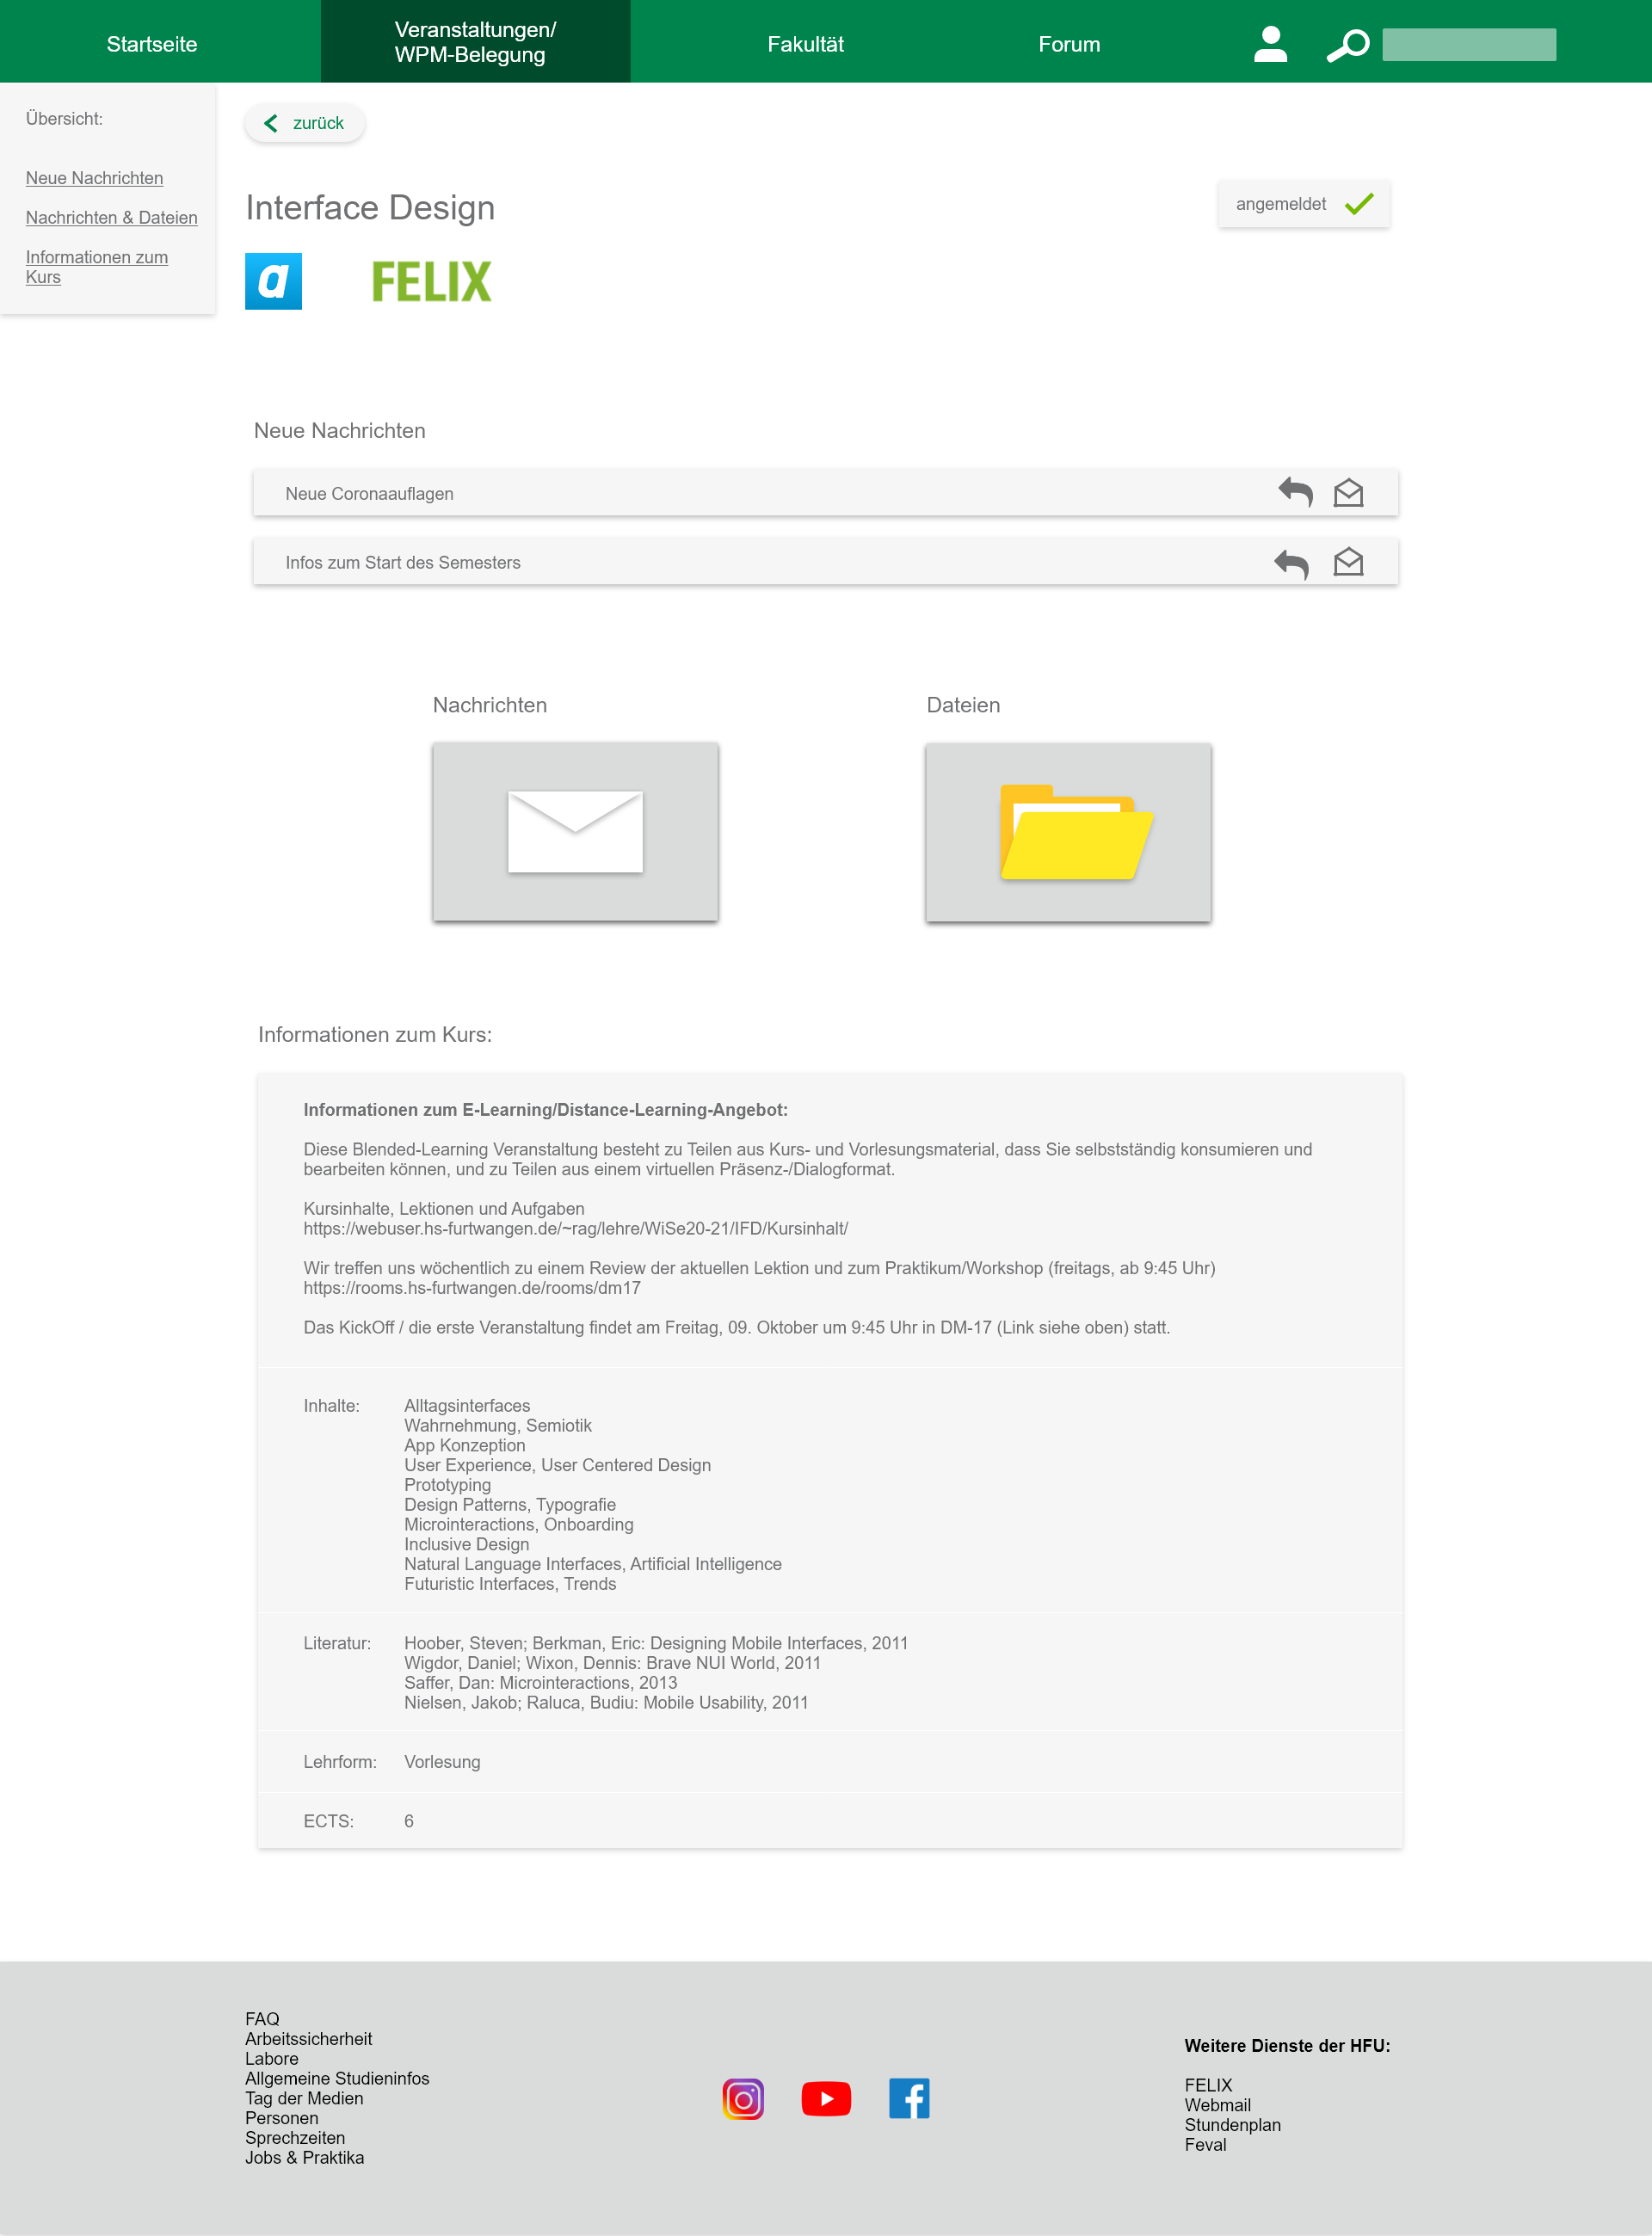 Startseite
Veranstaltungen/
WPM-Belegung
Fakultät
Forum
Übersicht:
Neue Nachrichten
Nachrichten & Dateien
Informationen zum
Kurs
zurück
Interface Design
angemeldet
a
FELIX
Neue Nachrichten
Neue Coronaauflagen
Infos zum Start des Semesters
Nachrichten
Dateien
Informationen zum Kurs:
Informationen zum E-Learning/Distance-Learning-Angebot:
Diese Blended-Learning Veranstaltung besteht zu Teilen aus Kurs- und Vorlesungsmaterial, dass Sie selbstständig konsumieren und
bearbeiten können, und zu Teilen aus einem virtuellen Präsenz-/Dialogformat.
Kursinhalte, Lektionen und Aufgaben
https://webuser.hs-furtwangen.de/~rag/lehre/WiSe20-21/IFD/Kursinhalt/
Wir treffen uns wöchentlich zu einem Review der aktuellen Lektion und zum Praktikum/Workshop (freitags, ab 9:45 Uhr)
https://rooms.hs-furtwangen.de/rooms/dm17
Das KickOff / die erste Veranstaltung findet am Freitag, 09. Oktober um 9:45 Uhr in DM-17 (Link siehe oben) statt.
Inhalte: Alltagsinterfaces
Wahrnehmung, Semiotik
App Konzeption
User Experience, User Centered Design
Prototyping
Design Patterns, Typografie
Microinteractions, Onboarding
Inclusive Design
Natural Language Interfaces, Artificial Intelligence
Futuristic Interfaces, Trends
Literatur: Hoober, Steven; Berkman, Eric: Designing Mobile Interfaces, 2011
Wigdor, Daniel; Wixon, Dennis: Brave NUI World, 2011
Saffer, Dan: Microinteractions, 2013
Nielsen, Jakob; Raluca, Budiu: Mobile Usability, 2011
Lehrform: Vorlesung
ECTS: 6
FAQ
Arbeitssicherheit
Labore
Allgemeine Studieninfos
Tag der Medien
Personen
Sprechzeiten
Jobs & Praktika
Weitere Dienste der HFU:
FELIX
Webmail
Stundenplan
Feval